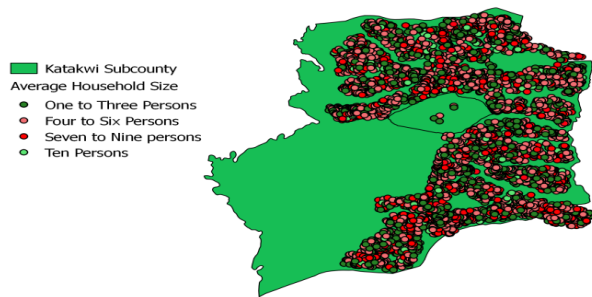 Katakwi Subcounty
Average Household Size
One to Three Persons
Four to Six Persons
Seven to Nine persons
Ten Persons